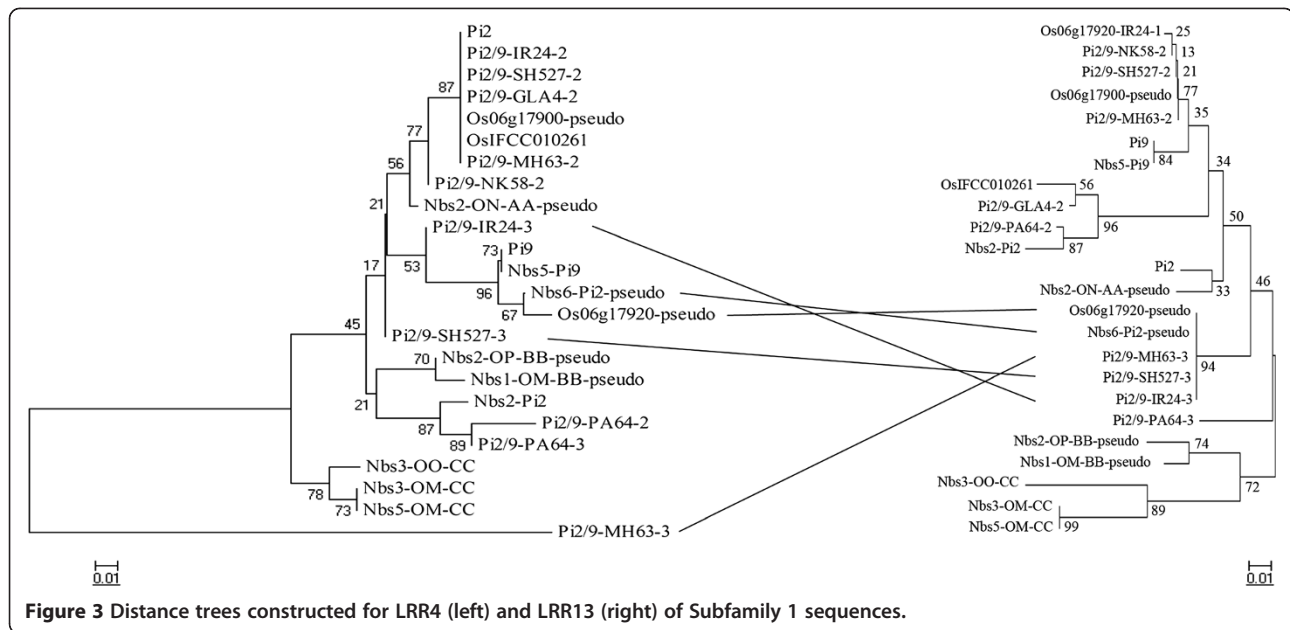 Pi2
Pi2/9-IR24-2
Pi2/9-SH527-2
87
Pi2/9-GLA4-2
Os06g17900-pseudo
77
OsIFCC010261
Pi2/9-MH63-2
56
Pi2/9-NK58-2
Nbs2-ON-AA-pseudo
21
Pi2/9-IR24-3
73
Pi9
53
Nbs5-Pi9
17
96
Nbs6-Pi2-pseudo
67
Os06g17920-pseudo
45
Pi2/9-SH527-3
70
Nbs2-OP-BB-pseudo
Nbs1-OM-BB-pseudo
21
Nbs2-Pi2
87
Pi2/9-PA64-2
89
Pi2/9-PA64-3
Nbs3-OO-CC
78
Nbs3-OM-CC
73
Nbs5-OM-CC
Pi2/9-MH63-3
0.01
Os06g17920-IR24-1
25
Pi2/9-NK58-2
13
Pi2/9-SH527-2
21
Os06g17900-pseudo
77
Pi2/9-MH63-2
35
Pi9
84
Nbs5-Pi9
34
OsIFCC010261
56
Pi2/9-GLA4-2
96
Pi2/9-PA64-2
87
Nbs2-Pi2
50
Pi2
33
Nbs2-ON-AA-pseudo
46
Os06g17920-pseudo
Nbs6-Pi2-pseudo
Pi2/9-MH63-3
94
Pi2/9-SH527-3
Pi2/9-IR24-3
Pi2/9-PA64-3
Nbs2-OP-BB-pseudo
74
Nbs1-OM-BB-pseudo
72
Nbs3-OO-CC
89
Nbs3-OM-CC
99
Nbs5-OM-CC
0.01
Figure 3 Distance trees constructed for LRR4 (left) and LRR13 (right) of Subfamily 1 sequences.